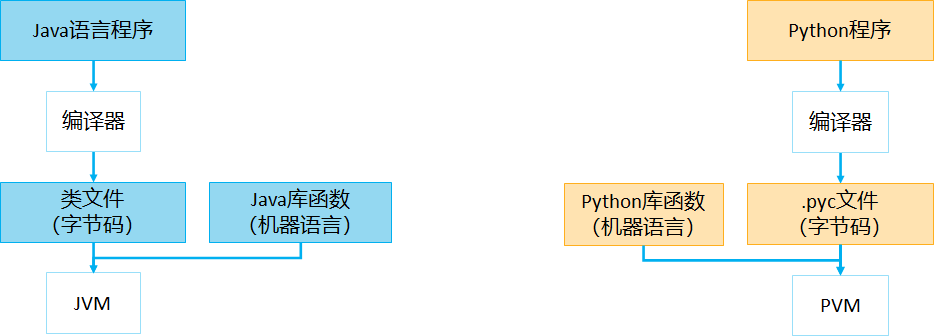 Java语言程序
编译器
类文件
（字节码）
Java库函数
（机器语言）
JVM
Python程序
编译器
Python库函数
（机器语言）
.pyc文件
（字节码）
PVM